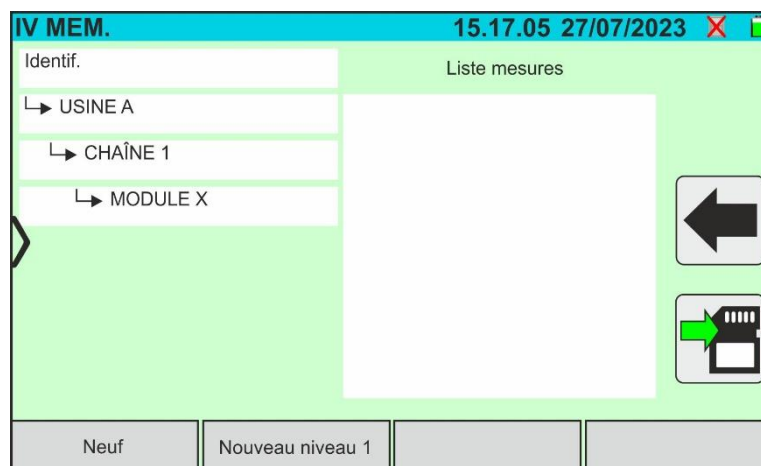 IV MEM. 15.17.05 27/07/2023
Identif.
Liste mesures
USINE A
CHAÎNE 1
MODULE X
Neuf
Nouveau niveau 1